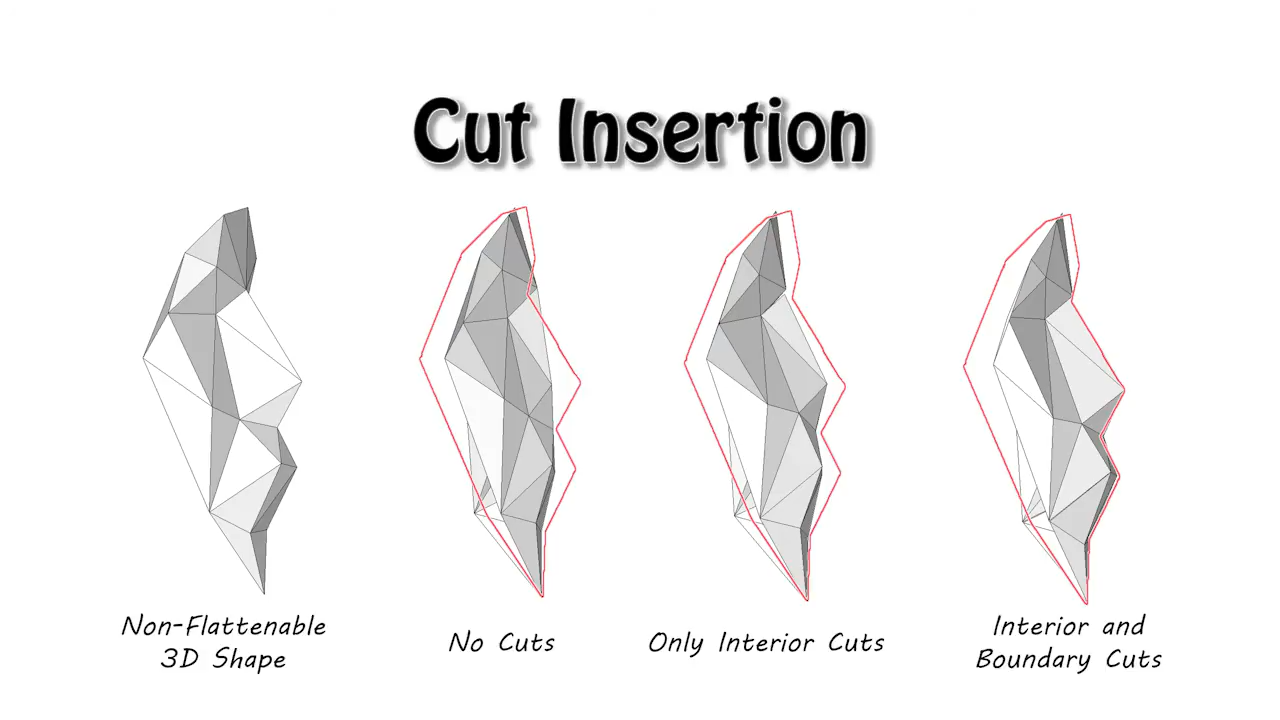 Cut Insertion
Non-Flattenable
3D Shape
No Cuts
Only Interior Cuts
Interior and
Boundary Cuts